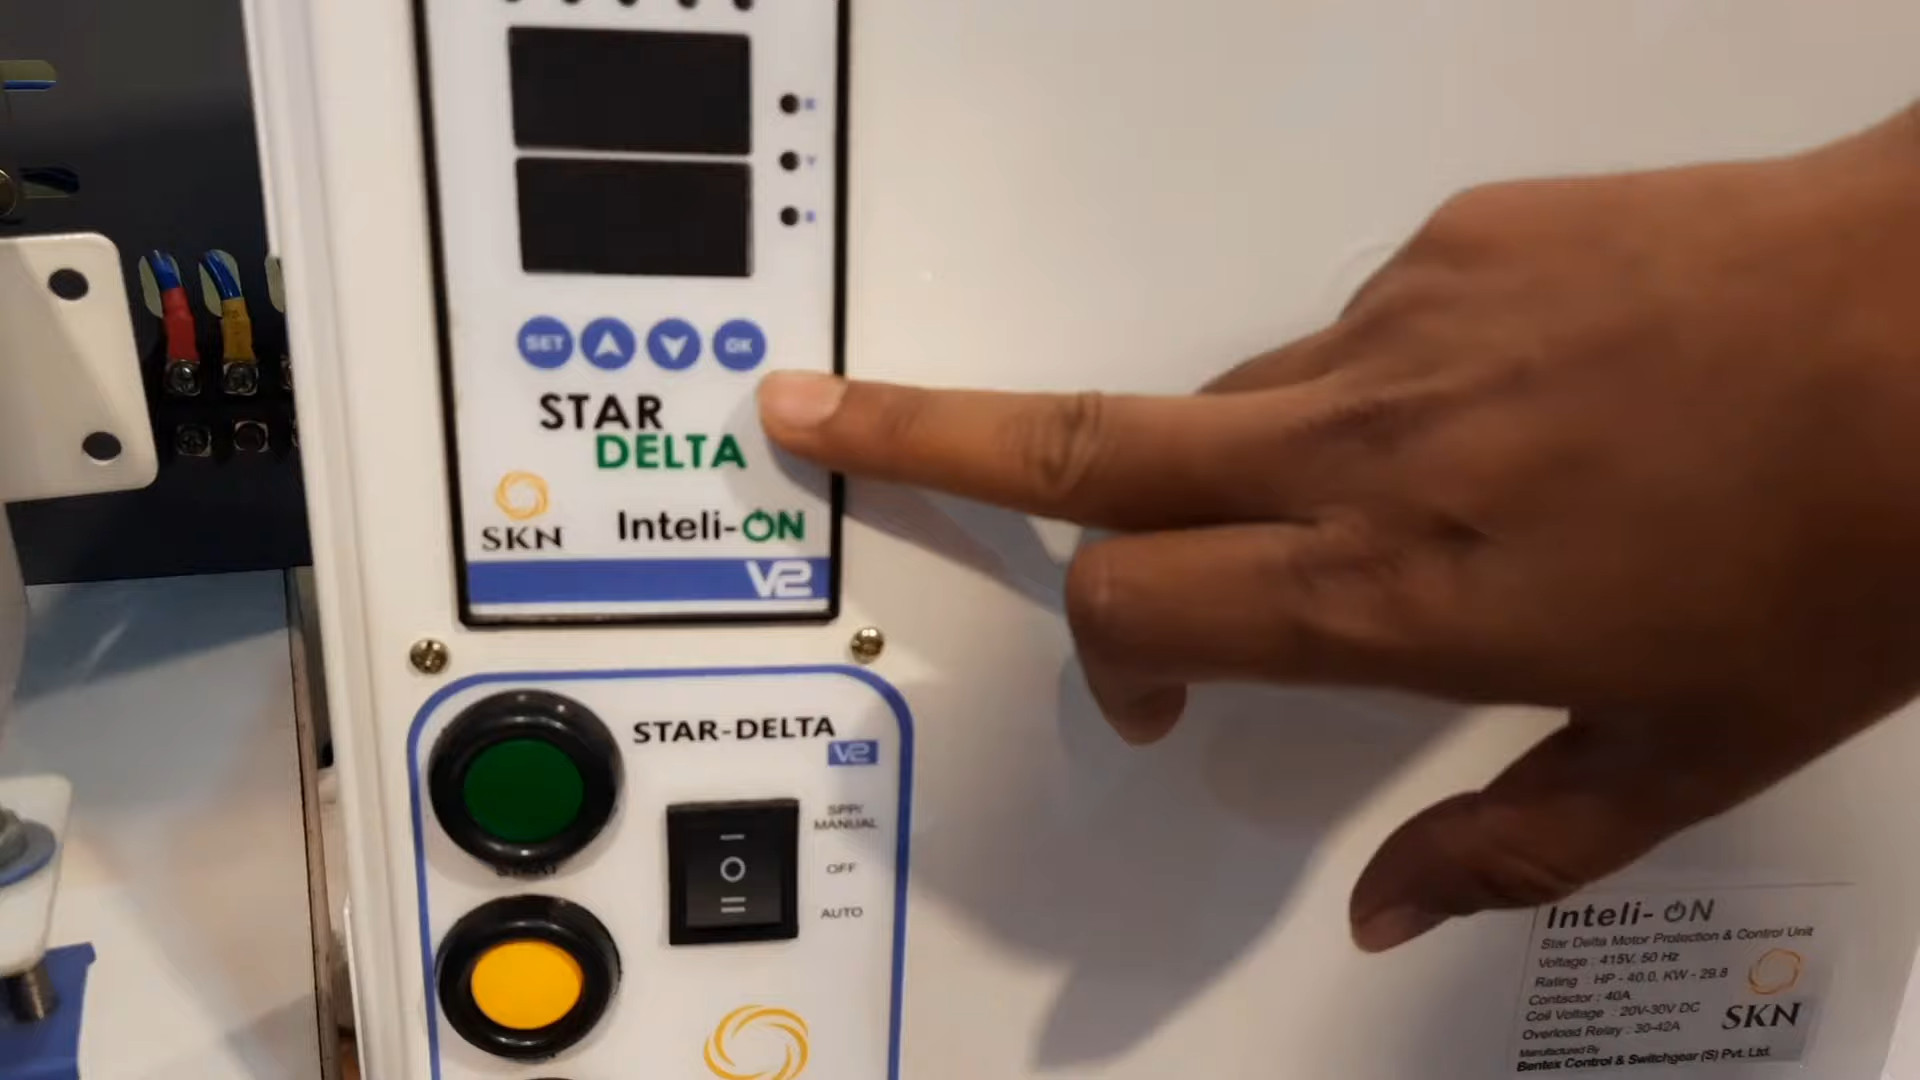 SET
OK
STAR
DELTA
SKN
Inteli-ON
V2
STAR-DELTA
V2
SPP/
MANUAL
START
OFF
AUTO
Inteli-ON
Star Delta Motor Protection & Control Unit
Voltage : 415V, 50 Hz
Rating : HP - 40.0, KW - 29.8
Contactor : 40A
Coil Voltage : 20V-30V DC
Overload Relay : 30-42A
SKN
Manufactured By
Bentex Control & Switchgear (S) Pvt. Ltd.